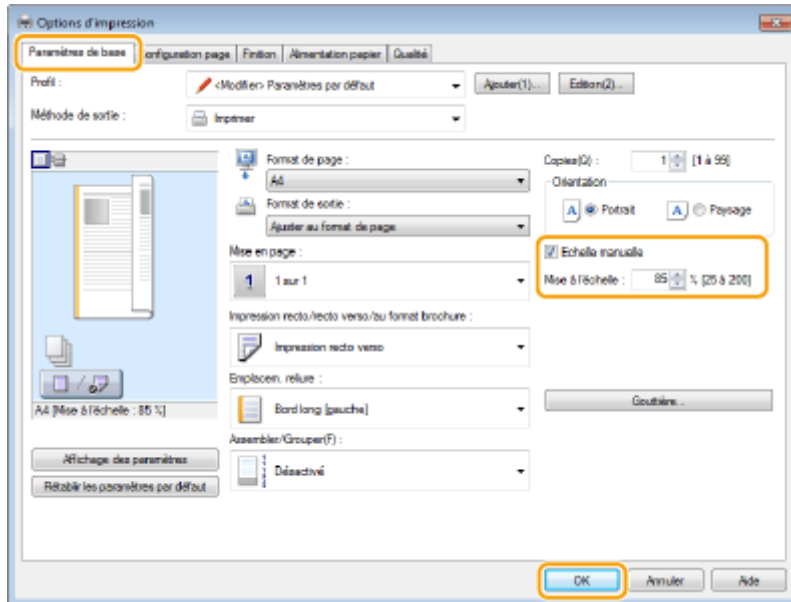 Options d'impression
Paramètres de base
Configuration page
Finition
Alimentation papier
Qualité
Profil :
<Modifier> Paramètres par défaut
Ajouter(1)...
Edition(2)...
Méthode de sortie :
Imprimer
Format de page :
A4
Format de sortie :
Ajuster au format de page
Mise en page :
1
1 sur 1
Impression recto/recto verso/au format brochure :
Impression recto verso
Emplacem. reliure :
Bord long [gauche]
Assembler/Grouper(F) :
Désactivé
Copies(Q) :
1 [1 à 99]
Orientation
A Portrait
A Paysage
Echelle manuelle
Mise à l'échelle :
85 % [25 à 200]
Gouttière...
A4 [Mise à l'échelle : 85 %]
Affichage des paramètres
Rétablir les paramètres par défaut
OK
Annuler
Aide